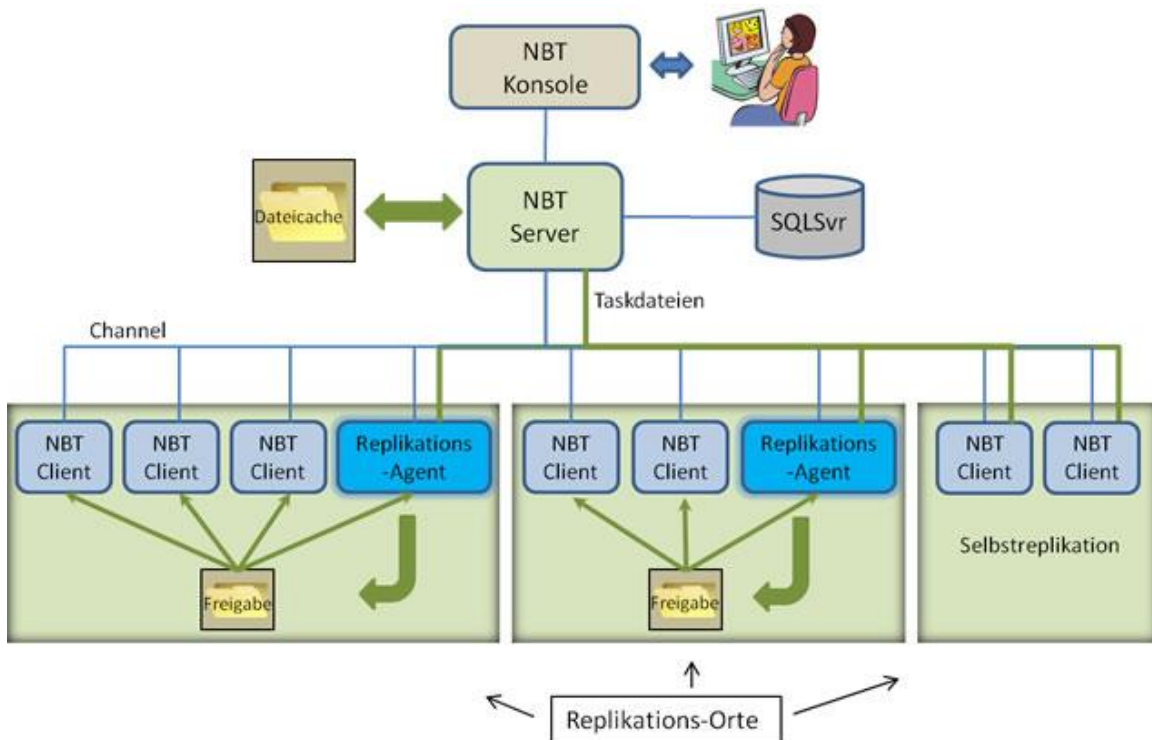 NBT
Konsole
Dateicache
NBT
Server
SQLSvr
Taskdateien
Channel
NBT
Client
NBT
Client
NBT
Client
Replikations
-Agent
NBT
Client
NBT
Client
Replikations
-Agent
NBT
Client
NBT
Client
Selbstreplikation
Freigabe
Freigabe
Replikations-Orte